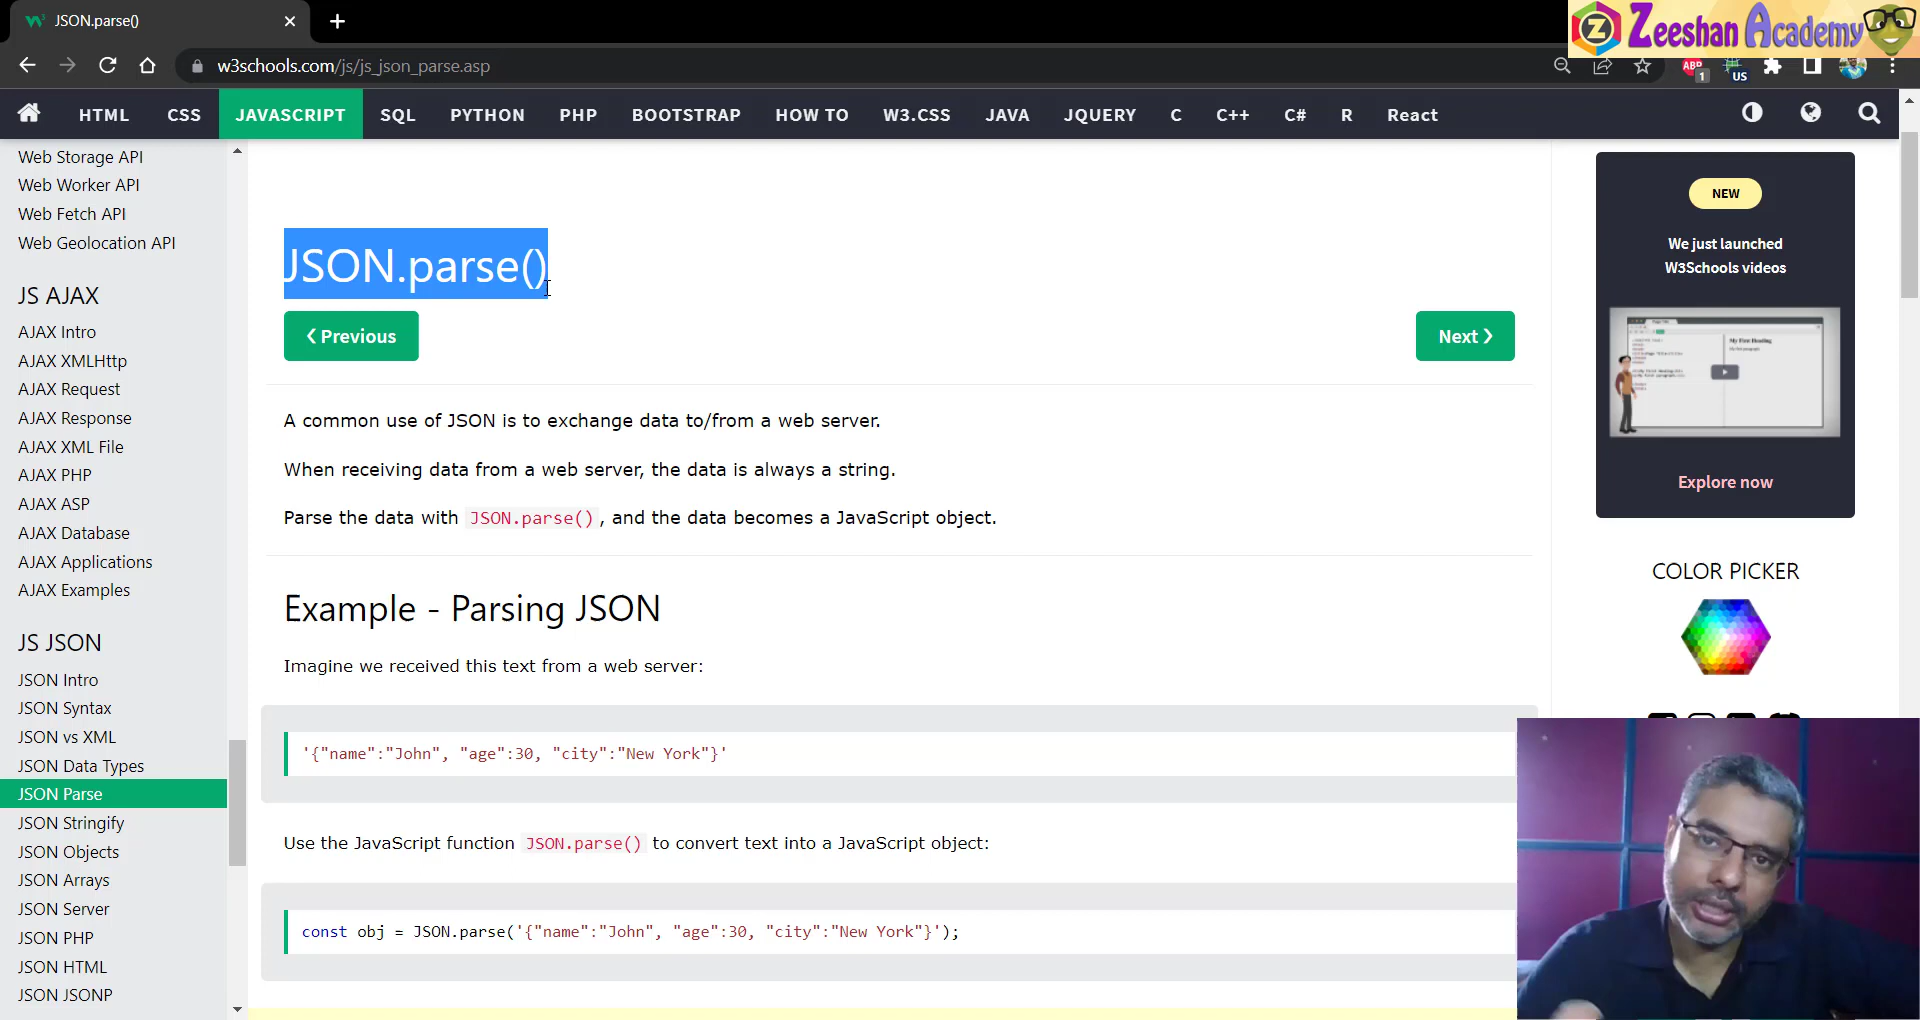 JSON.parse()
Zeeshan Academy
w3schools.com/js/js_json_parse.asp
ABP
1
US
HTML CSS JAVASCRIPT SQL PYTHON PHP BOOTSTRAP HOW TO W3.CSS JAVA JQUERY C C++ C# R React
Web Storage API
Web Worker API
Web Fetch API
Web Geolocation API
JS AJAX
AJAX Intro
AJAX XMLHttp
AJAX Request
AJAX Response
AJAX XML File
AJAX PHP
AJAX ASP
AJAX Database
AJAX Applications
AJAX Examples
JS JSON
JSON Intro
JSON Syntax
JSON vs XML
JSON Data Types
JSON Parse
JSON Stringify
JSON Objects
JSON Arrays
JSON Server
JSON PHP
JSON HTML
JSON JSONP
JSON.parse()
❮ Previous
Next ❯
A common use of JSON is to exchange data to/from a web server.
When receiving data from a web server, the data is always a string.
Parse the data with JSON.parse(), and the data becomes a JavaScript object.
Example - Parsing JSON
Imagine we received this text from a web server:
'{"name":"John", "age":30, "city":"New York"}'
Use the JavaScript function JSON.parse() to convert text into a JavaScript object:
const obj = JSON.parse('{"name":"John", "age":30, "city":"New York"}');
NEW
We just launched
W3Schools videos
My First Heading
Explore now
COLOR PICKER